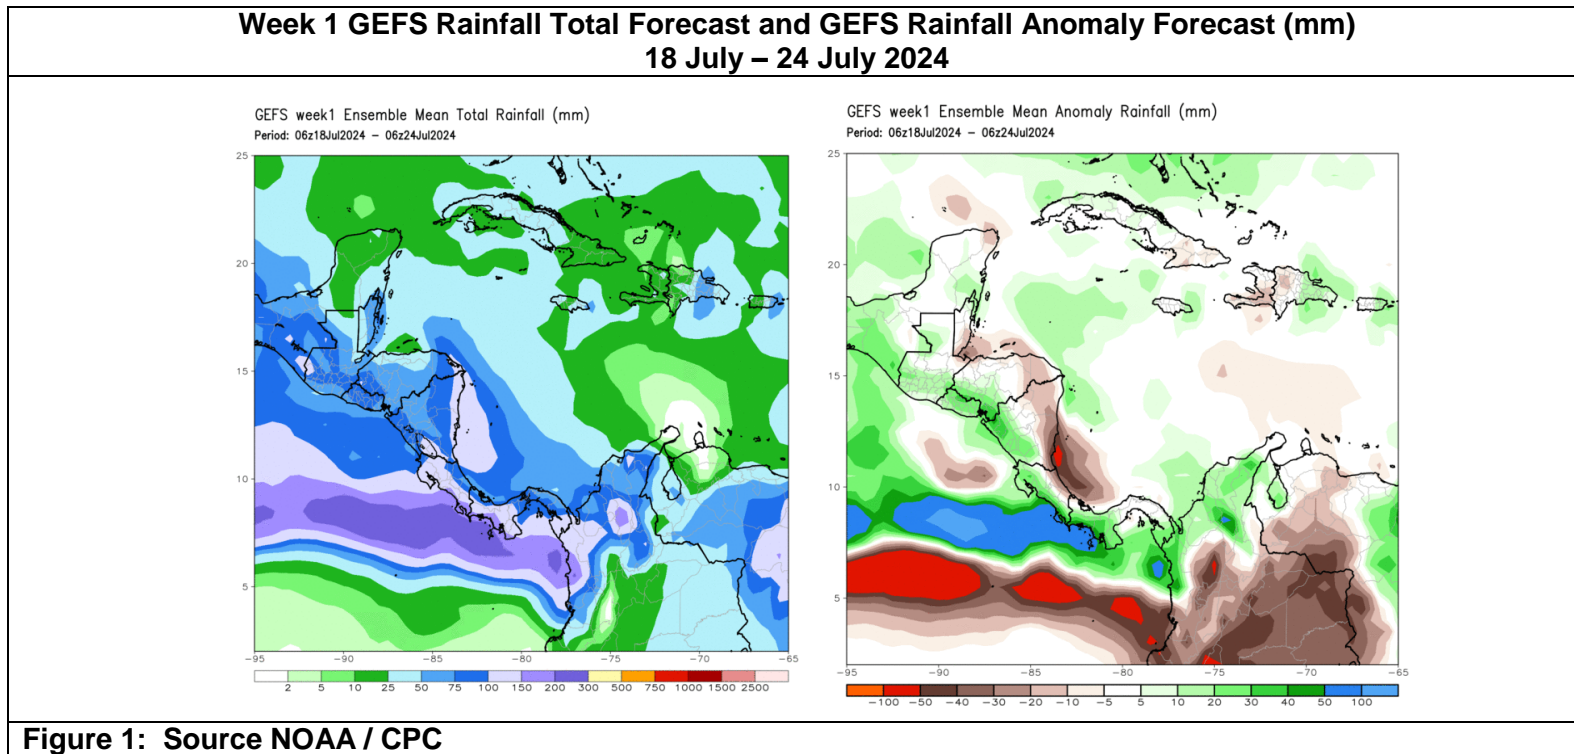 Week 1 GEFS Rainfall Total Forecast and GEFS Rainfall Anomaly Forecast (mm)
18 July – 24 July 2024
GEFS week1 Ensemble Mean Total Rainfall (mm)
Period: 06z18Jul2024 – 06z24Jul2024
25
20
15
10
5
−95 −90 −85 −80 −75 −70 −65
2 5 10 25 50 75 100 150 200 300 500 750 1000 1500 2500
GEFS week1 Ensemble Mean Anomaly Rainfall (mm)
Period: 06z18Jul2024 – 06z24Jul2024
25
20
15
10
5
−95 −90 −85 −80 −75 −70 −65
−100 −50 −40 −30 −20 −10 −5 5 10 20 30 40 50 100
Figure 1: Source NOAA / CPC